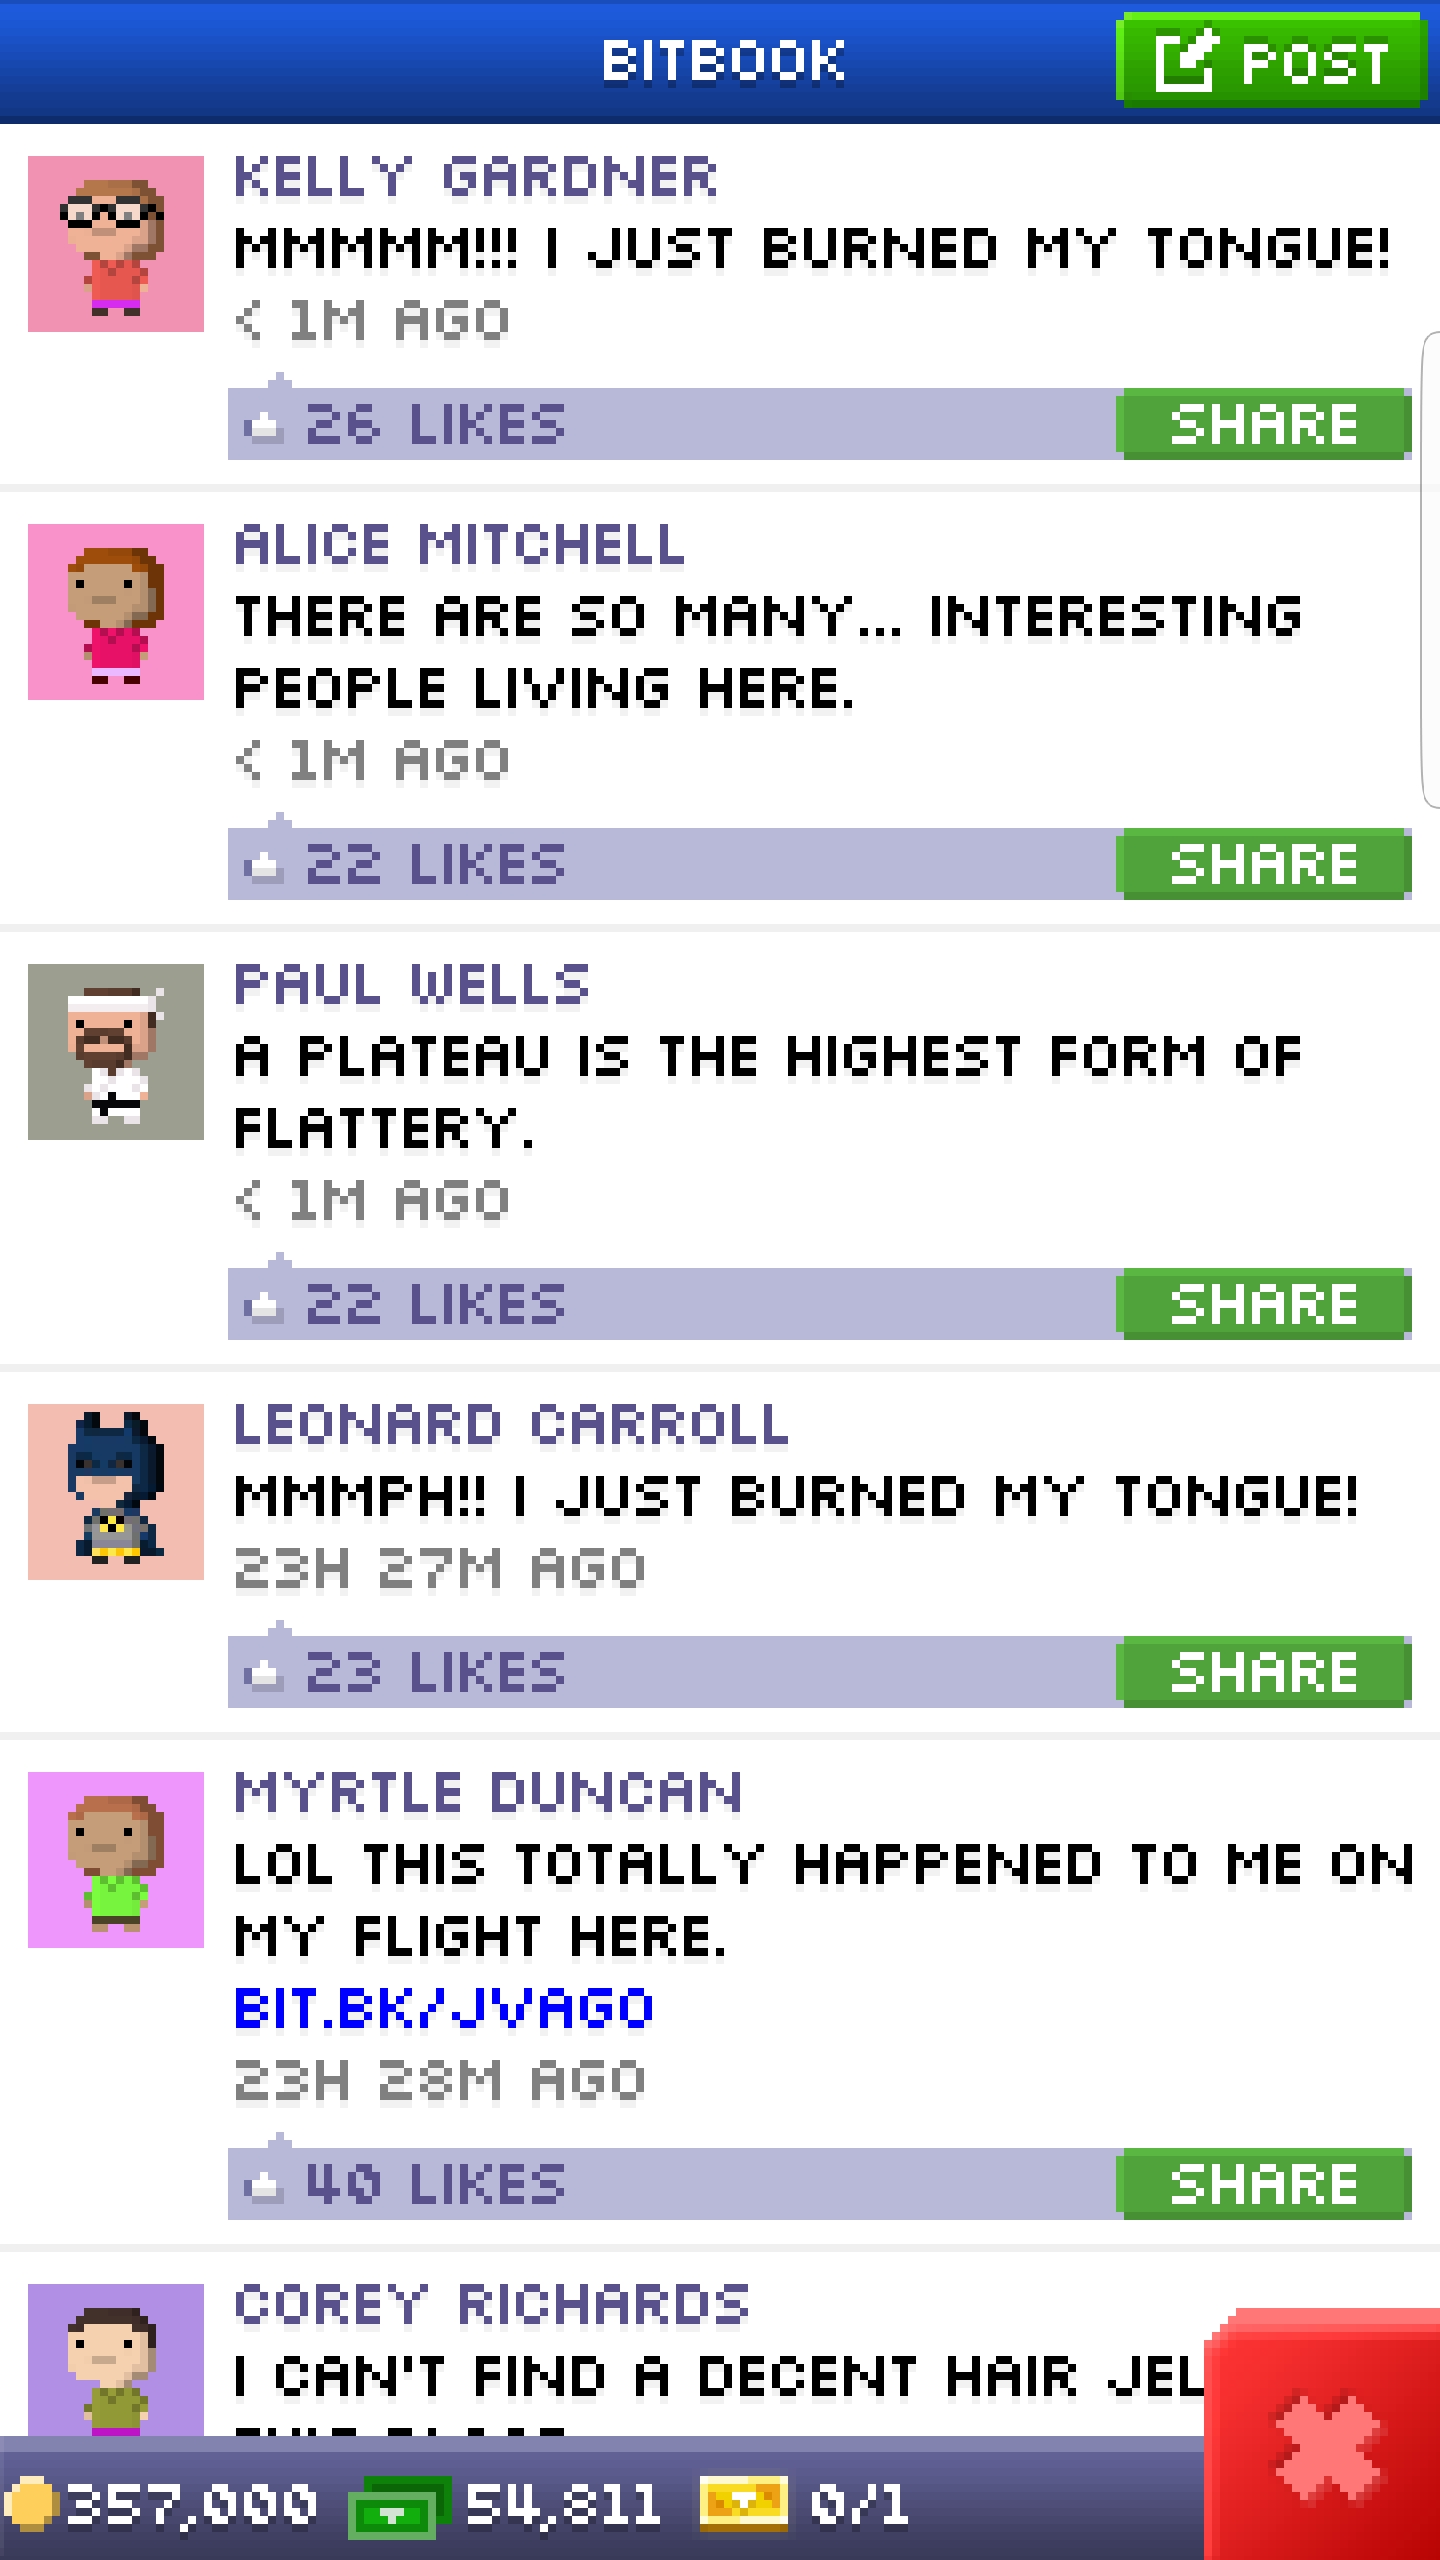 BITBOOK
POST
KELLY GARDNER
MMMMM!!! I JUST BURNED MY TONGUE!
< 1M AGO
26 LIKES
SHARE
ALICE MITCHELL
THERE ARE SO MANY... INTERESTING
PEOPLE LIVING HERE.
< 1M AGO
22 LIKES
SHARE
PAUL WELLS
A PLATEAU IS THE HIGHEST FORM OF
FLATTERY.
< 1M AGO
22 LIKES
SHARE
LEONARD CARROLL
MMMPH!! I JUST BURNED MY TONGUE!
23H 27M AGO
23 LIKES
SHARE
MYRTLE DUNCAN
LOL THIS TOTALLY HAPPENED TO ME ON
MY FLIGHT HERE.
BIT.BK/JVAGO
23H 28M AGO
40 LIKES
SHARE
COREY RICHARDS
I CAN'T FIND A DECENT HAIR JEL
357,000
54,811
0/1